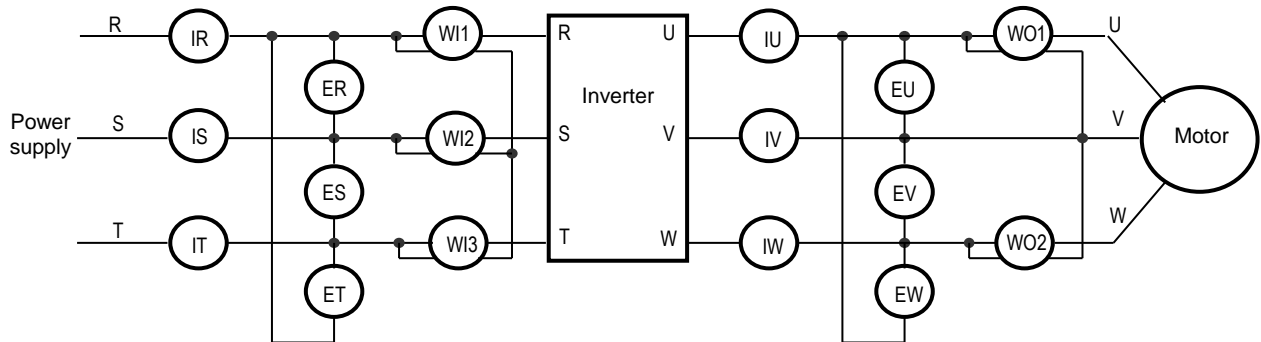 R IR WI1 R U IU WO1 U
ER EU
Inverter
Power
supply
S IS WI2 S V IV V Motor
ES EV
T IT WI3 T W IW WO2 W
ET EW